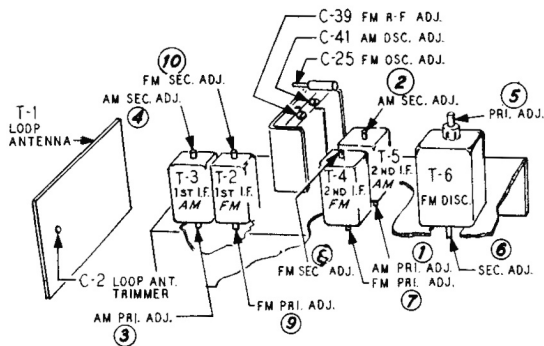 C-39 FM R-F ADJ.
C-41 AM OSC. ADJ.
C-25 FM OSC. ADJ.
10
FM SEC. ADJ.
AM SEC. ADJ.
4
T-1
LOOP
ANTENNA
2
AM SEC. ADJ.
5
PRI. ADJ.
T-3
1ST I.F.
AM
T-2
1ST I.F.
FM
T-4
2ND I.F.
FM
T-5
2ND I.F.
AM
T-6
FM DISC.
C-2 LOOP ANT.
TRIMMER
AM PRI. ADJ.
3
FM PRI. ADJ.
9
FM SEC. ADJ.
8
AM PRI. ADJ.
1
FM PRI. ADJ.
7
SEC. ADJ.
6